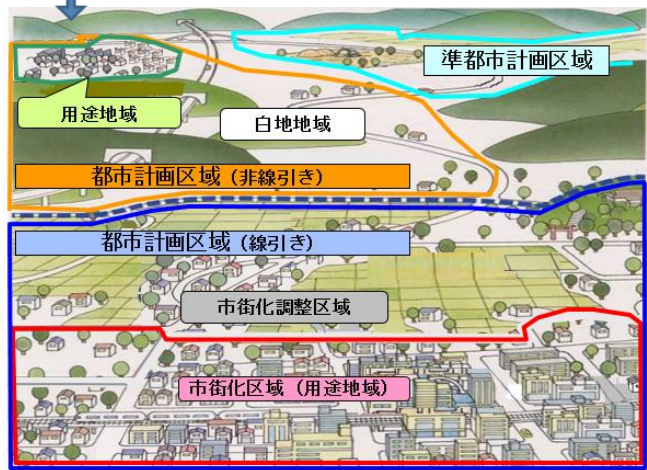 準都市計画区域
用途地域
白地地域
都市計画区域（非線引き）
都市計画区域（線引き）
市街化調整区域
市街化区域（用途地域）